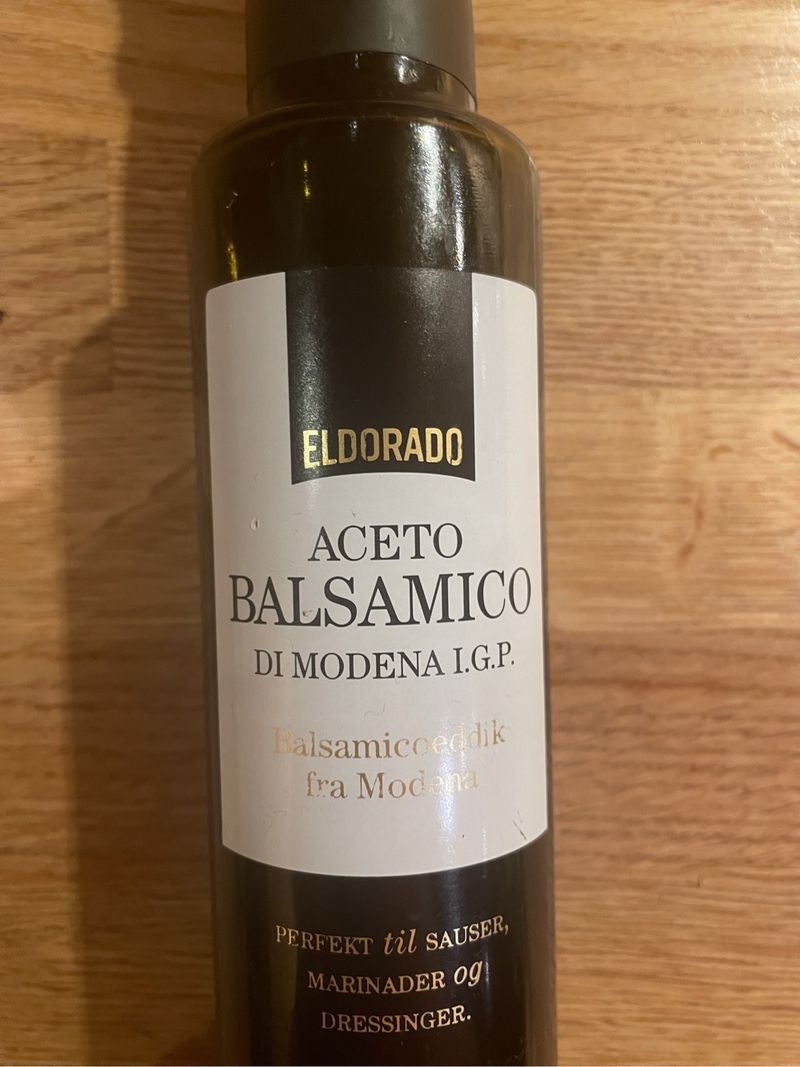 ELDORADO
ACETO
BALSAMICO
DI MODENA I.G.P.
Balsamicoeddik
fra Modena
PERFEKT til SAUSER,
MARINADER og
DRESSINGER.